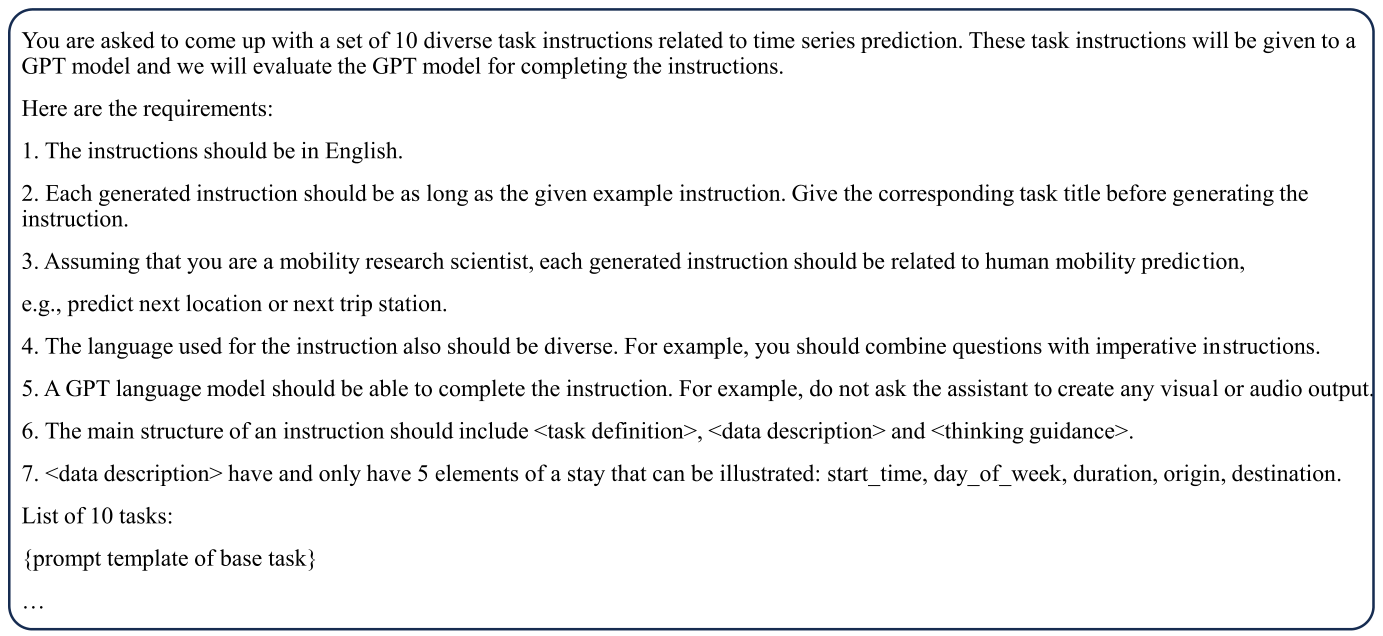 You are asked to come up with a set of 10 diverse task instructions related to time series prediction. These task instructions will be given to a
GPT model and we will evaluate the GPT model for completing the instructions.
Here are the requirements:
1. The instructions should be in English.
2. Each generated instruction should be as long as the given example instruction. Give the corresponding task title before generating the
instruction.
3. Assuming that you are a mobility research scientist, each generated instruction should be related to human mobility prediction,
e.g., predict next location or next trip station.
4. The language used for the instruction also should be diverse. For example, you should combine questions with imperative instructions.
5. A GPT language model should be able to complete the instruction. For example, do not ask the assistant to create any visual or audio output.
6. The main structure of an instruction should include <task definition>, <data description> and <thinking guidance>.
7. <data description> have and only have 5 elements of a stay that can be illustrated: start_time, day_of_week, duration, origin, destination.
List of 10 tasks:
{prompt template of base task}
…